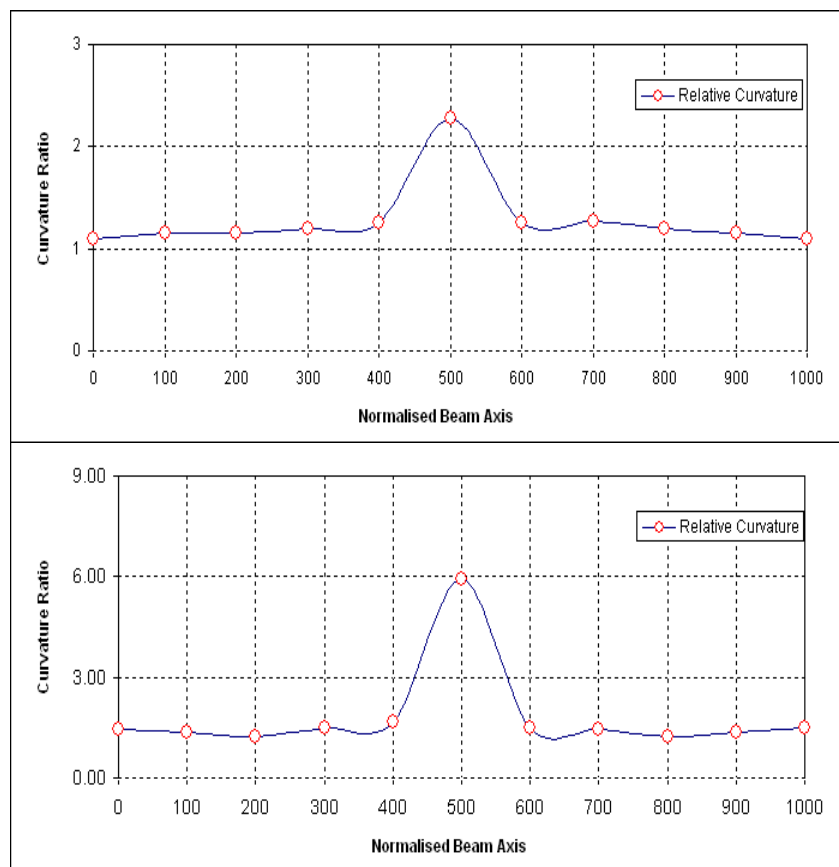 3
Relative Curvature
2
1
0
Curvature Ratio
0 100 200 300 400 500 600 700 800 900 1000
Normalised Beam Axis
9.00
Relative Curvature
6.00
3.00
0.00
Curvature Ratio
0 100 200 300 400 500 600 700 800 900 1000
Normalised Beam Axis